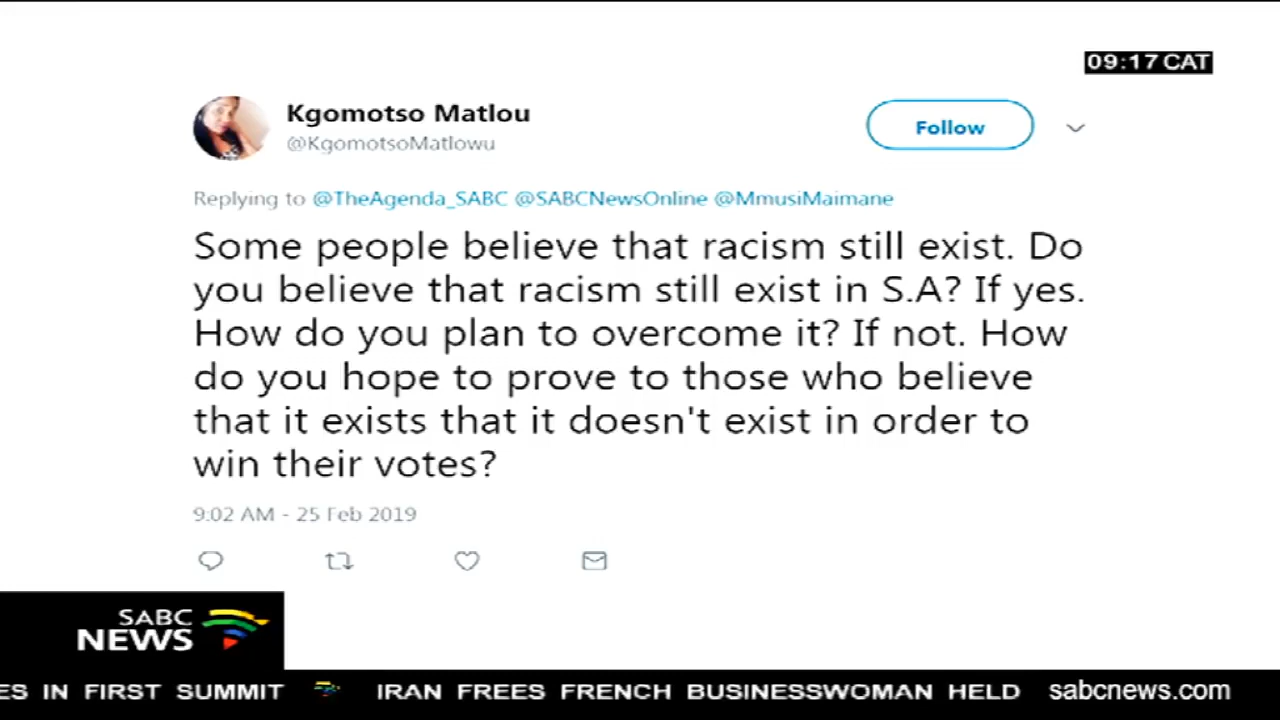 09:17 CAT
Kgomotso Matlou
@KgomotsoMatlowu
Follow
Replying to @TheAgenda_SABC @SABCNewsOnline @MmusiMaimane
Some people believe that racism still exist. Do
you believe that racism still exist in S.A? If yes.
How do you plan to overcome it? If not. How
do you hope to prove to those who believe
that it exists that it doesn't exist in order to
win their votes?
9:02 AM - 25 Feb 2019
SABC
NEWS
ES IN FIRST SUMMIT IRAN FREES FRENCH BUSINESSWOMAN HELD sabcnews.com